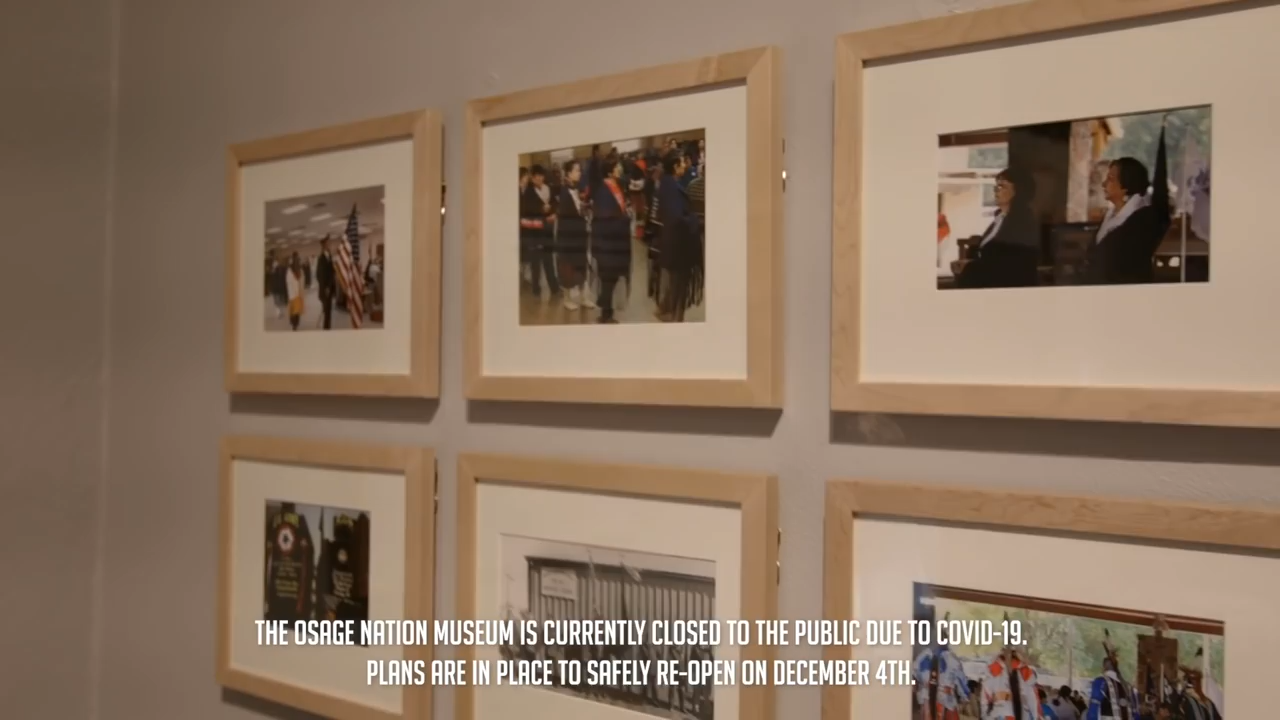 THE OSAGE NATION MUSEUM IS CURRENTLY CLOSED TO THE PUBLIC DUE TO COVID-19.
PLANS ARE IN PLACE TO SAFELY RE-OPEN ON DECEMBER 4TH.